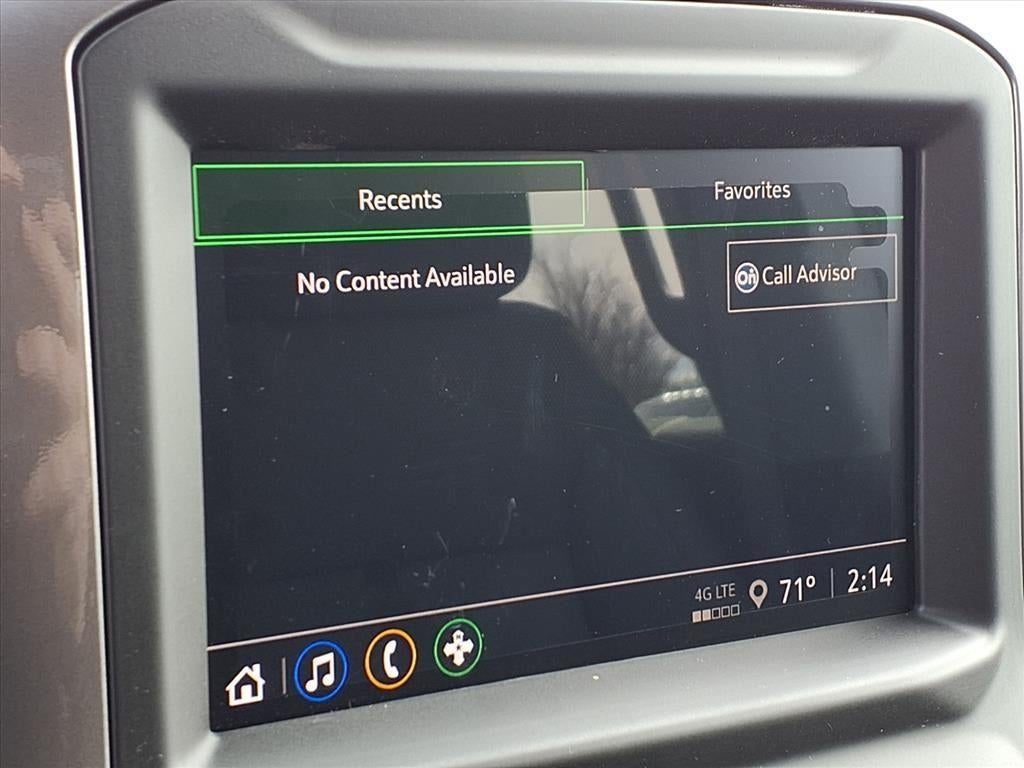 Recents
Favorites
No Content Available
On Call Advisor
4G LTE
71°
2:14